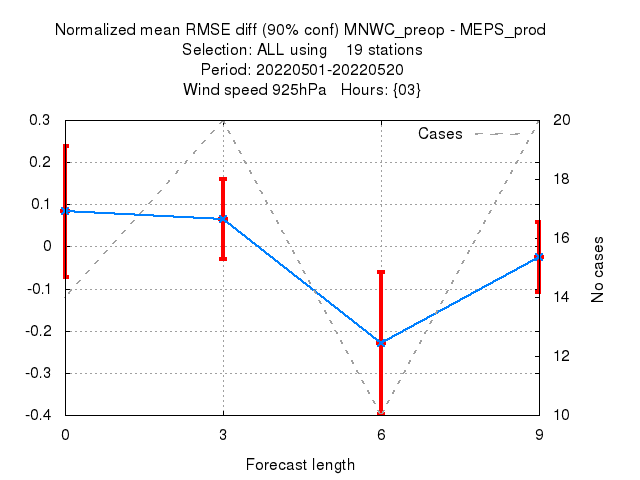 Normalized mean RMSE diff (90% conf) MNWC_preop - MEPS_prod
Selection: ALL using 19 stations
Period: 20220501-20220520
Wind speed 925hPa Hours: {03}
Cases
0.3
0.2
0.1
0
-0.1
-0.2
-0.3
-0.4
20
18
16
14
12
10
No cases
0 3 6 9
Forecast length